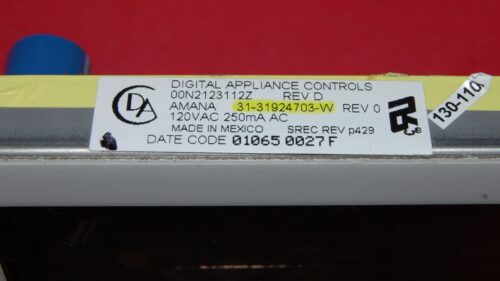 DIGITAL APPLIANCE CONTROLS
00N2123112Z REV D
AMANA 31-31924703-W REV 0
120VAC 250mA AC
MADE IN MEXICO SREC REV p429
DATE CODE 01065 0027F
CDA
130-110